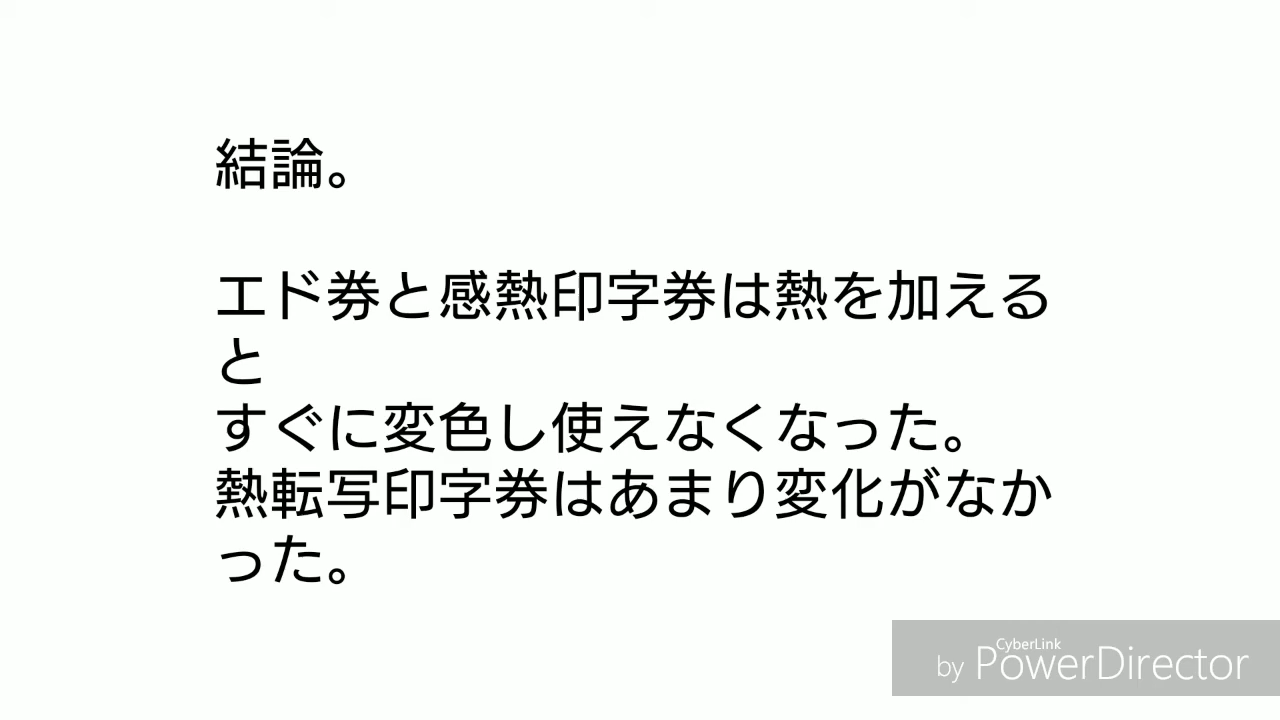 結論。
エド券と感熱印字券は熱を加える
と
すぐに変色し使えなくなった。
熱転写印字券はあまり変化がなか
った。
CyberLink
by PowerDirector